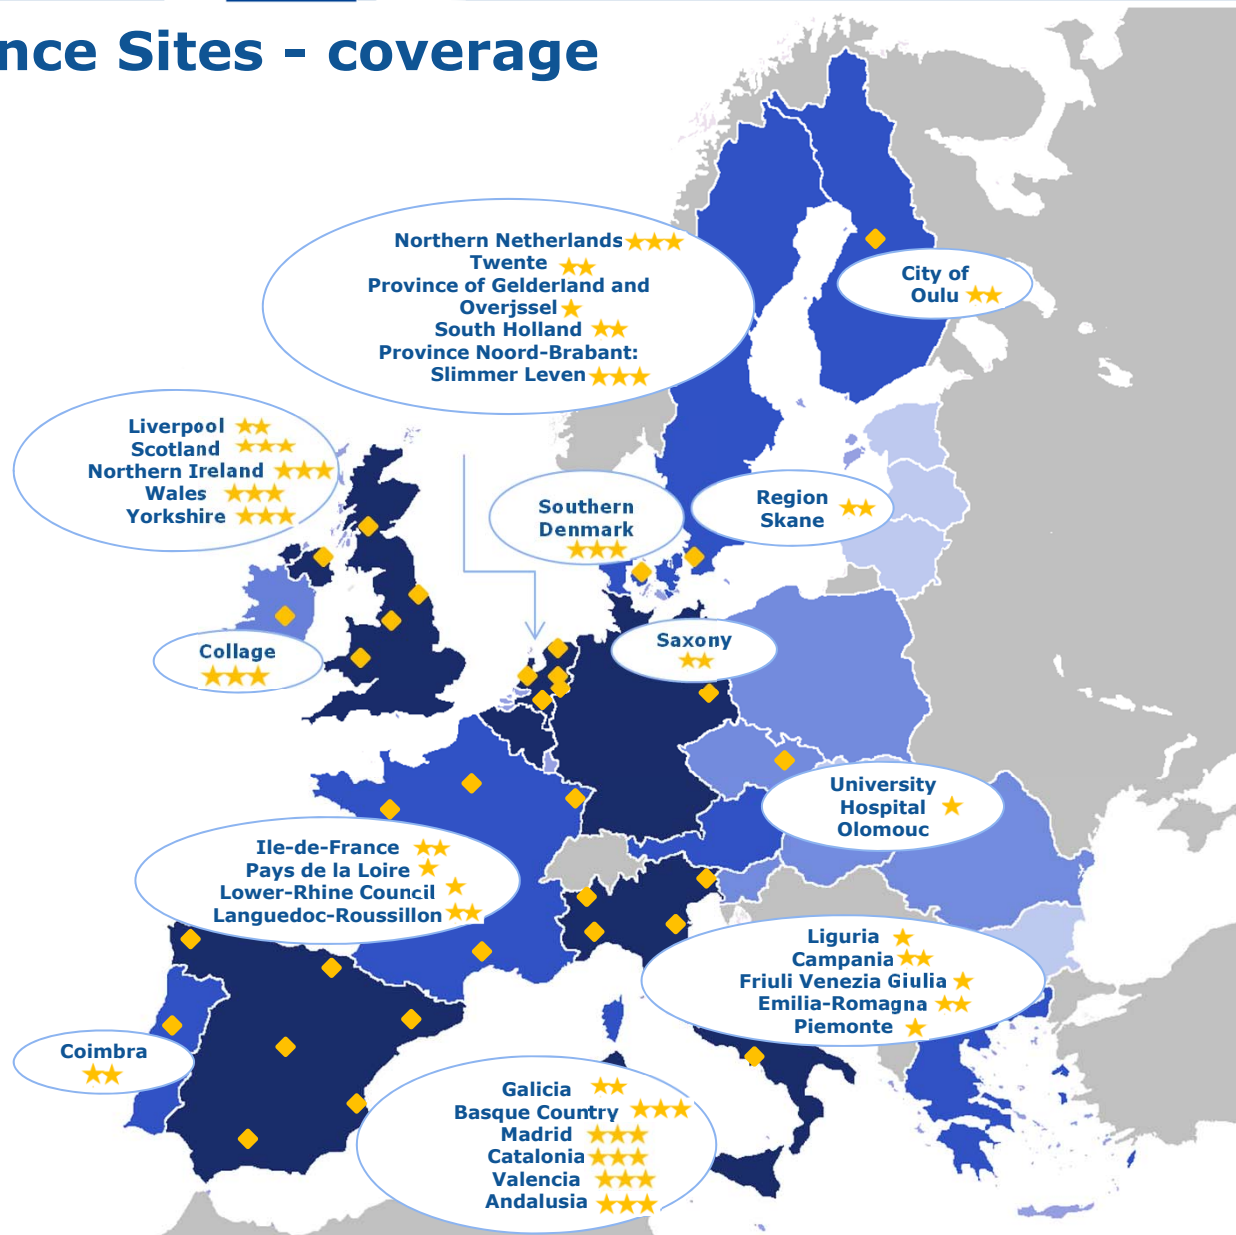 nce Sites - coverage
Northern Netherlands
Twente
Province of Gelderland and
Overjssel
South Holland
Province Noord-Brabant:
Slimmer Leven
City of
Oulu
Liverpool
Scotland
Northern Ireland
Wales
Yorkshire
Southern
Denmark
Region
Skane
Collage
Saxony
University
Hospital
Olomouc
Ile-de-France
Pays de la Loire
Lower-Rhine Council
Languedoc-Roussillon
Liguria
Campania
Friuli Venezia Giulia
Emilia-Romagna
Piemonte
Coimbra
Galicia
Basque Country
Madrid
Catalonia
Valencia
Andalusia